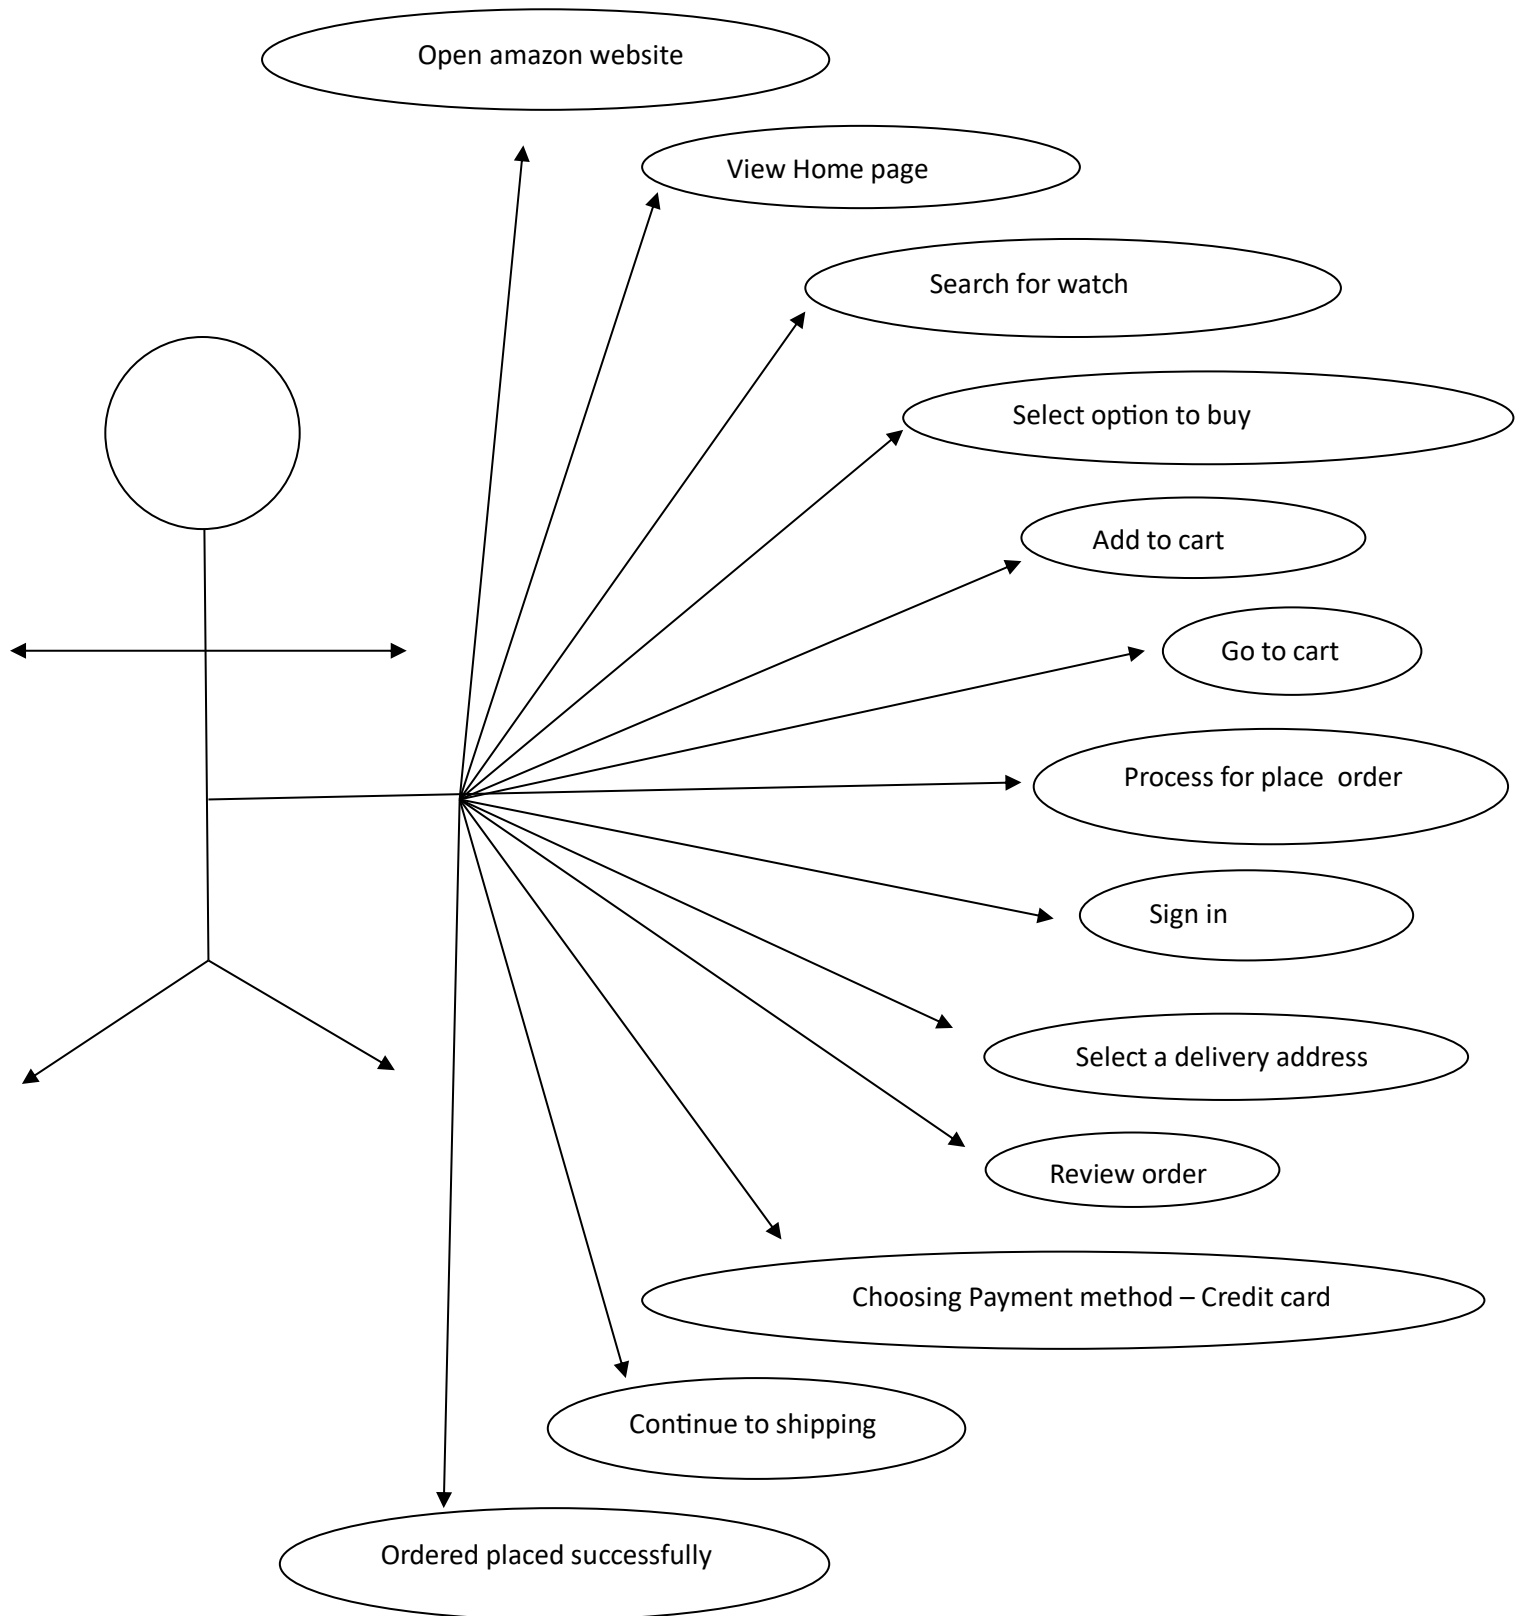 Open amazon website
View Home page
Search for watch
Select option to buy
Add to cart
Go to cart
Process for place  order
Sign in
Select a delivery address
Review order
Choosing Payment method – Credit card
Continue to shipping
Ordered placed successfully